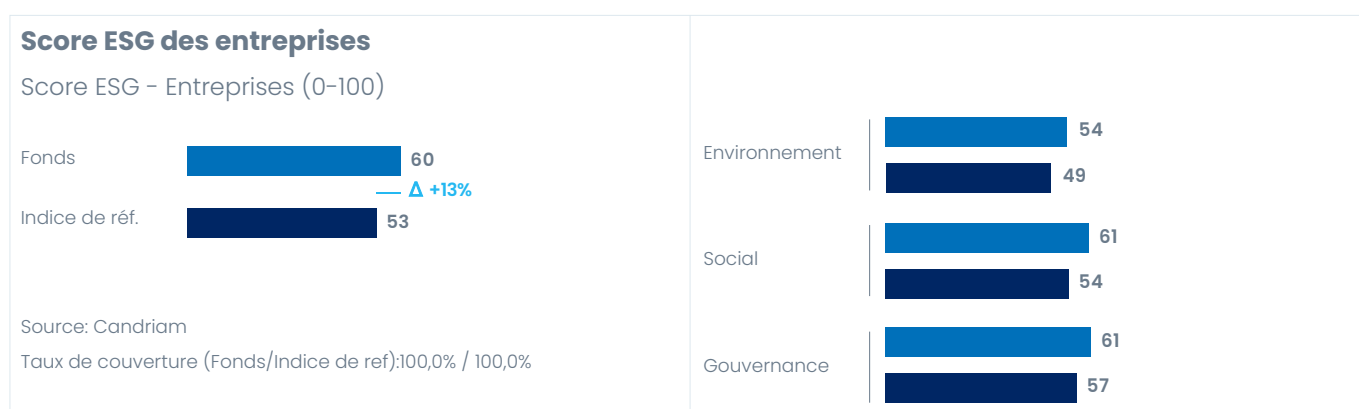 Score ESG des entreprises
Score ESG - Entreprises (0-100)
Fonds
60
Δ +13%
Indice de réf.
53
Source: Candriam
Taux de couverture (Fonds/Indice de ref):100,0% / 100,0%
Environnement
54
49
Social
61
54
Gouvernance
61
57